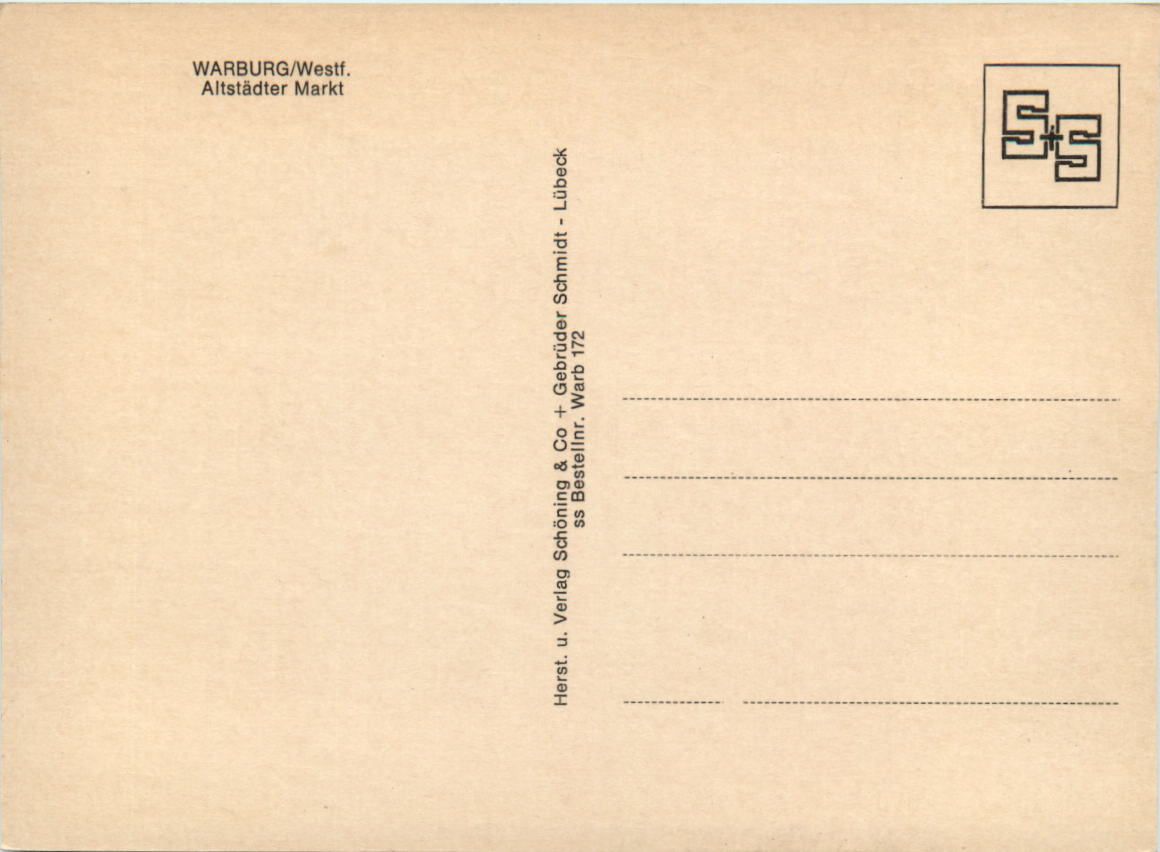 WARBURG/Westf.
Altstädter Markt
Herst. u. Verlag Schöning & Co + Gebrüder Schmidt - Lübeck
ss Bestellnr. Warb 172
S+S